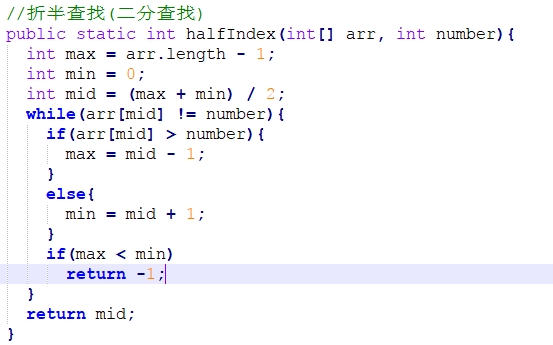 //折半查找(二分查找)
public static int halfIndex(int[] arr, int number){
  int max = arr.length - 1;
  int min = 0;
  int mid = (max + min) / 2;
  while(arr[mid] != number){
    if(arr[mid] > number){
      max = mid - 1;
    }
    else{
      min = mid + 1;
    }
    if(max < min)
      return -1;
  }
  return mid;
}